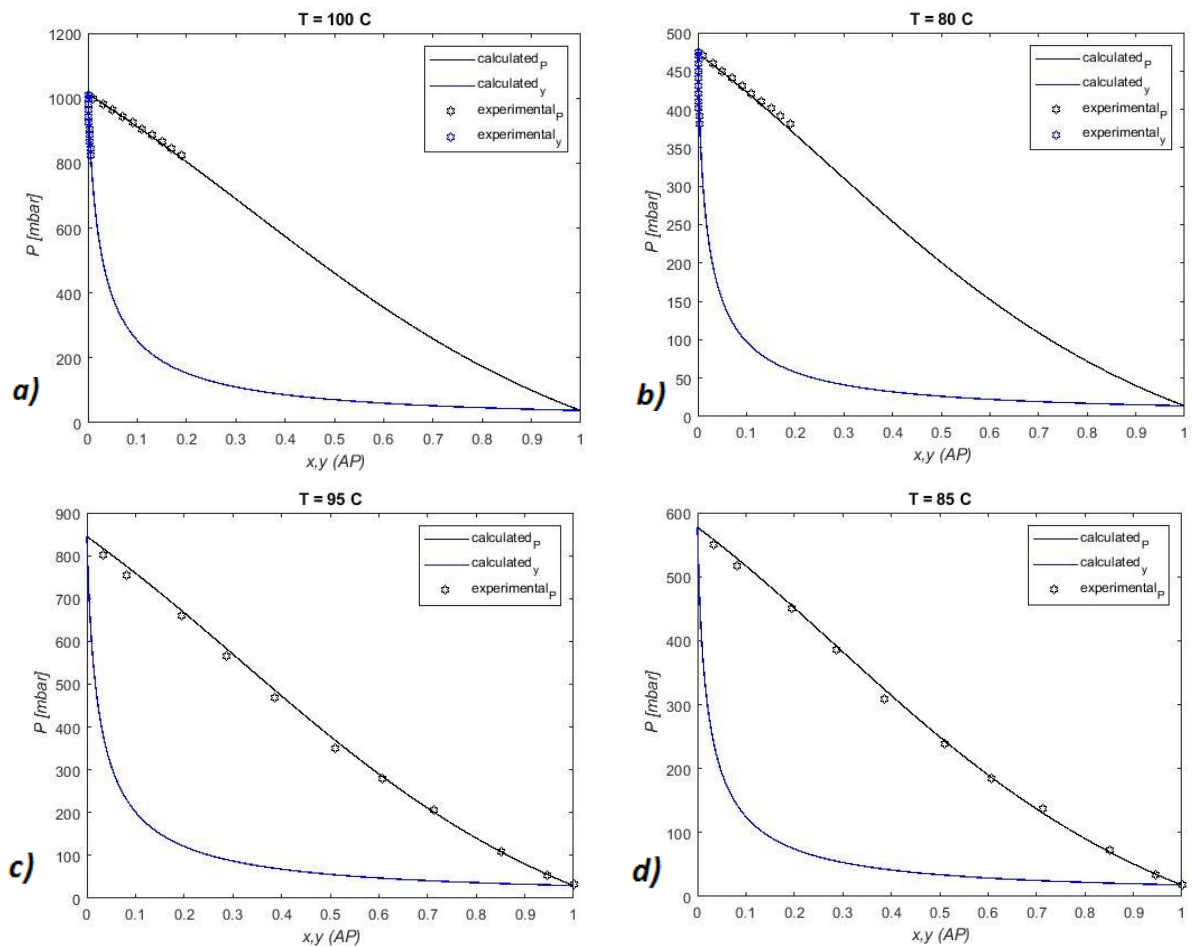 T = 100 C
1200
1000
800
600
400
200
0
P [mbar]
0 0.1 0.2 0.3 0.4 0.5 0.6 0.7 0.8 0.9 1
x,y (AP)
calculated_P
calculated_y
experimental_P
experimental_y
a)
T = 80 C
500
450
400
350
300
250
200
150
100
50
0
P [mbar]
0 0.1 0.2 0.3 0.4 0.5 0.6 0.7 0.8 0.9 1
x,y (AP)
calculated_P
calculated_y
experimental_P
experimental_y
b)
T = 95 C
900
800
700
600
500
400
300
200
100
0
P [mbar]
0 0.1 0.2 0.3 0.4 0.5 0.6 0.7 0.8 0.9 1
x,y (AP)
calculated_P
calculated_y
experimental_P
c)
T = 85 C
600
500
400
300
200
100
0
P [mbar]
0 0.1 0.2 0.3 0.4 0.5 0.6 0.7 0.8 0.9 1
x,y (AP)
calculated_P
calculated_y
experimental_P
d)